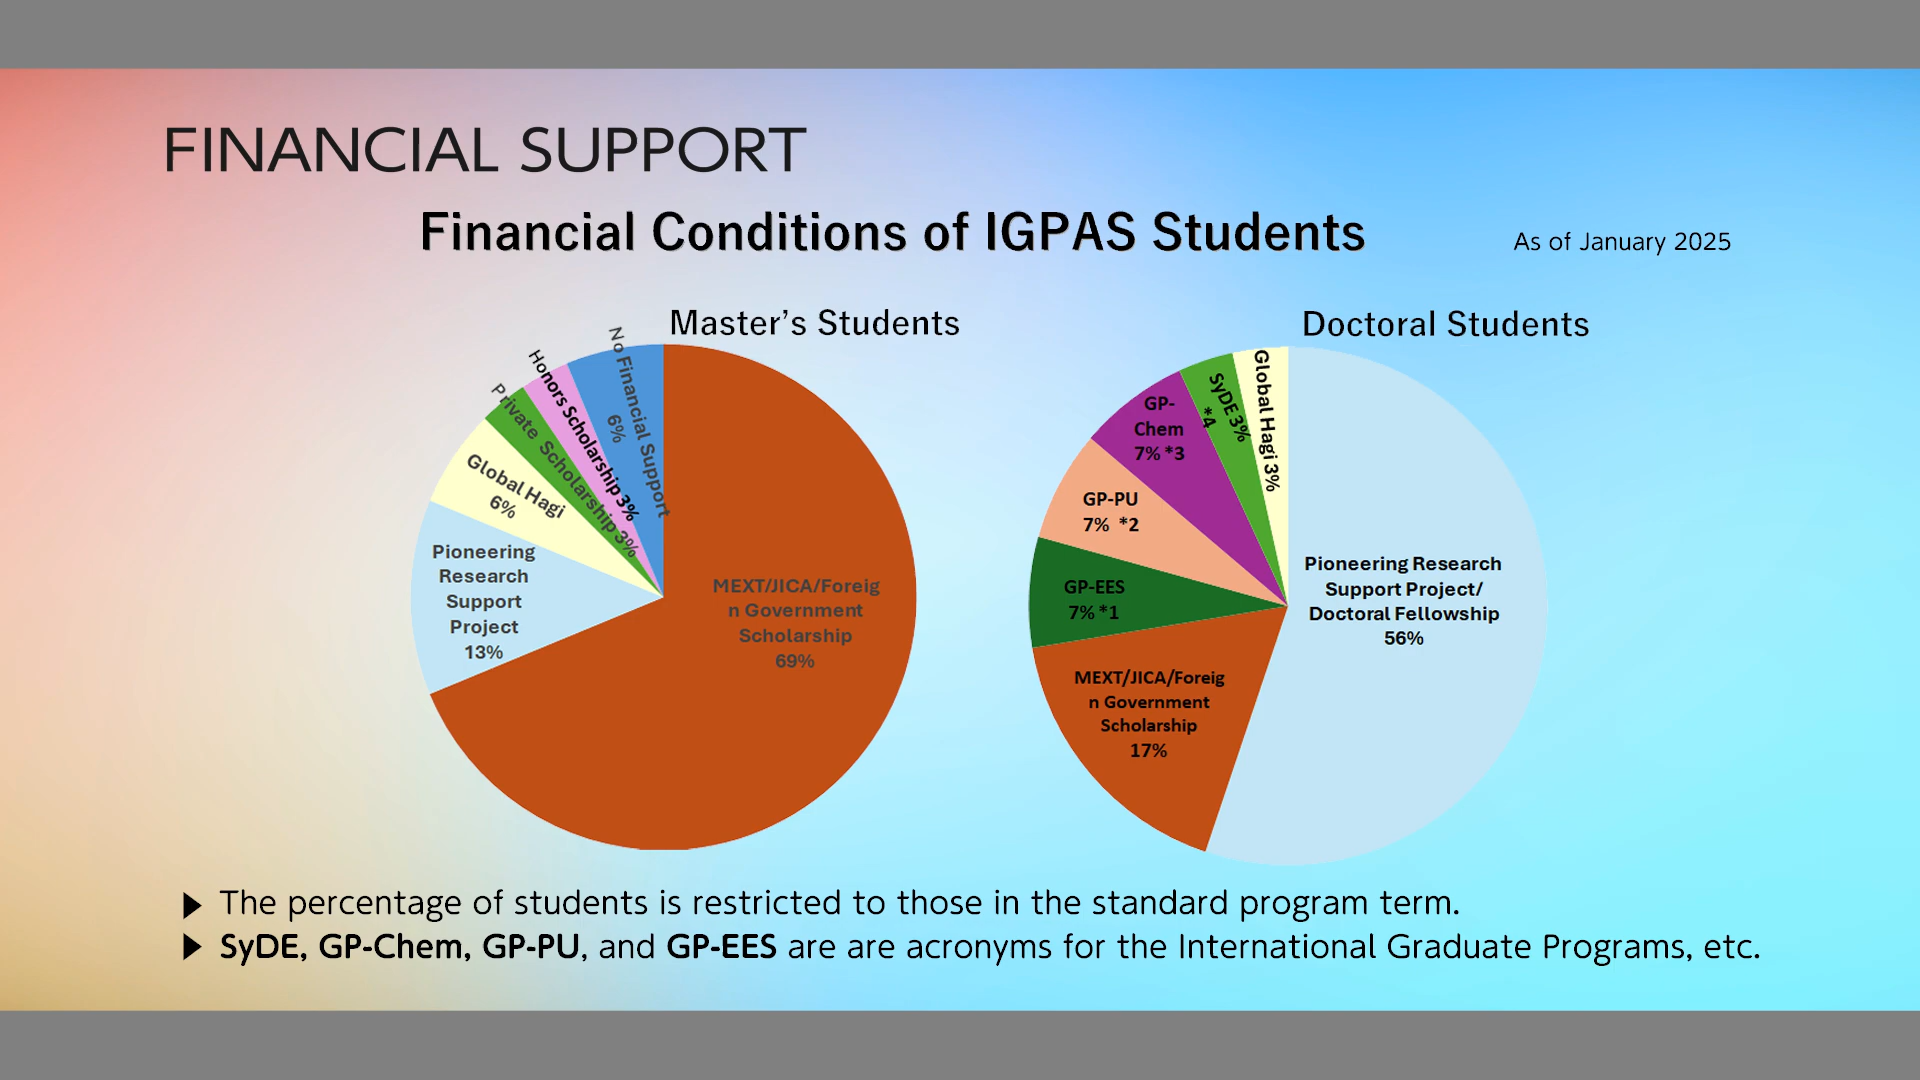 FINANCIAL SUPPORT
Financial Conditions of IGPAS Students
As of January 2025
Master's Students
No Financial Support
6%
Honors Scholarship 3%
Private Scholarship 3%
Global Hagi
6%
Pioneering
Research
Support
Project
13%
MEXT/JICA/Foreig
n Government
Scholarship
69%
Doctoral Students
Global Hagi 3%
SyDE 3%
*4
GP-
Chem
7% *3
GP-PU
7% *2
GP-EES
7% *1
MEXT/JICA/Foreig
n Government
Scholarship
17%
Pioneering Research
Support Project/
Doctoral Fellowship
56%
The percentage of students is restricted to those in the standard program term.
SyDE, GP-Chem, GP-PU, and GP-EES are are acronyms for the International Graduate Programs, etc.